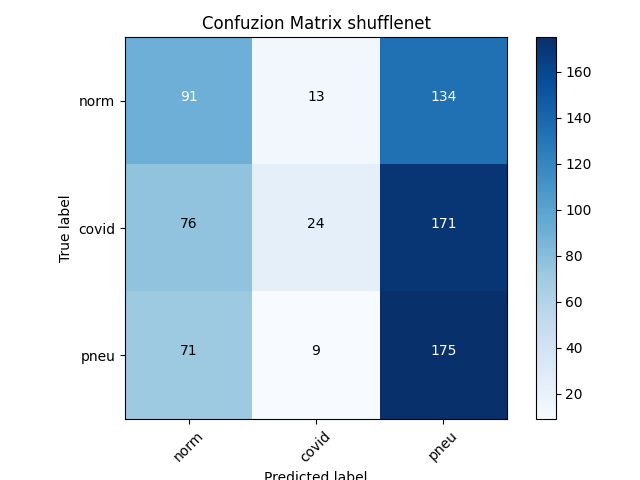 Confuzion Matrix shufflenet
norm 91 13 134
covid 76 24 171
pneu 71 9 175
norm covid pneu
True label
Predicted label
160
140
120
100
80
60
40
20